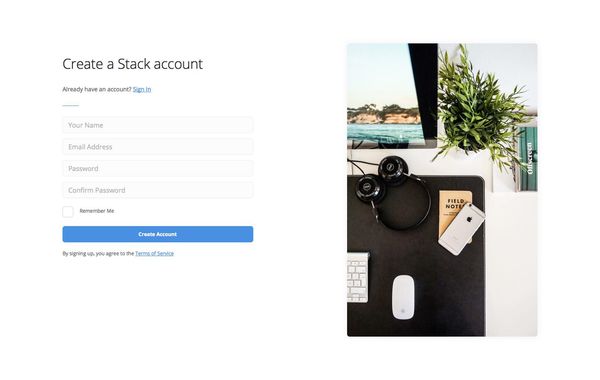 Create a Stack account
Already have an account? Sign In
Your Name
Email Address
Password
Confirm Password
Remember Me
Create Account
By signing up, you agree to the Terms of Service
FIELD
NOTES
offscreen